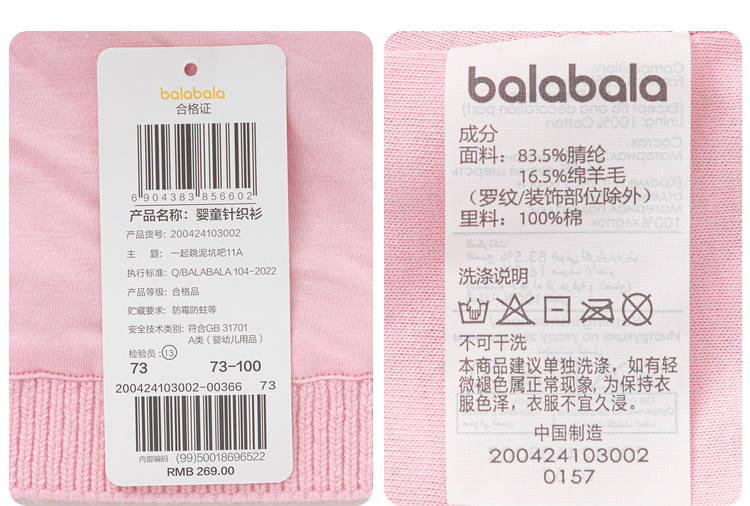 balabala
合格证
6 904383 856602
产品名称：婴童针织衫
产品货号：200424103002
主 题：一起跳泥坑吧11A
执行标准：Q/BALABALA 104-2022
产品等级：合格品
贮藏要求：防霉防蛀等
安全技术类别：符合GB 31701
A类（婴幼儿用品）
检验员：13
73 73-100
200424103002-00366 73
内部编码 (99)50018696522
RMB 269.00
balabala
成分
面料：83.5%腈纶
16.5%绵羊毛
（罗纹/装饰部位除外）
里料：100%棉
洗涤说明
不可干洗
本商品建议单独洗涤，如有轻
微褪色属正常现象，为保持衣
服色泽，衣服不宜久浸。
中国制造
200424103002
0157